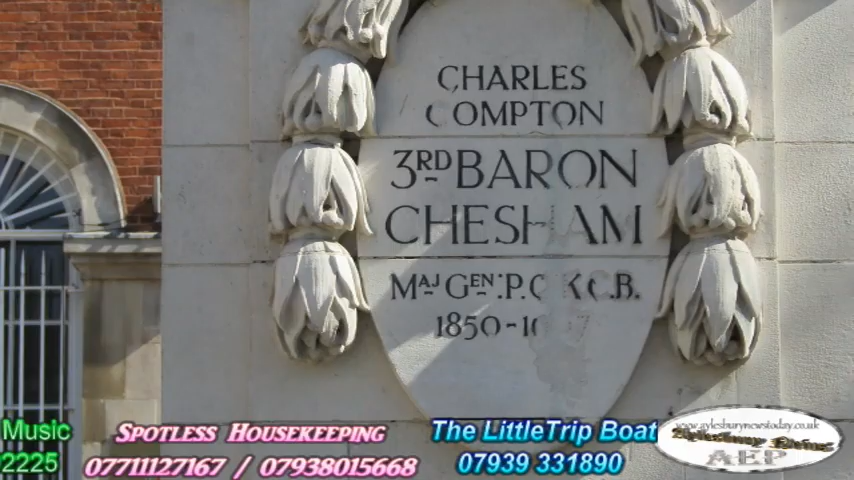 CHARLES
COMPTON
3RD BARON
CHESHAM
MAJ GEN: P.C K.C.B.
1850-1
Music
2225
SPOTLESS HOUSEKEEPING
07711127167 / 07938015668
The LittleTrip Boat
07939 331890
www.aylesburynewstoday.co.uk
AEP